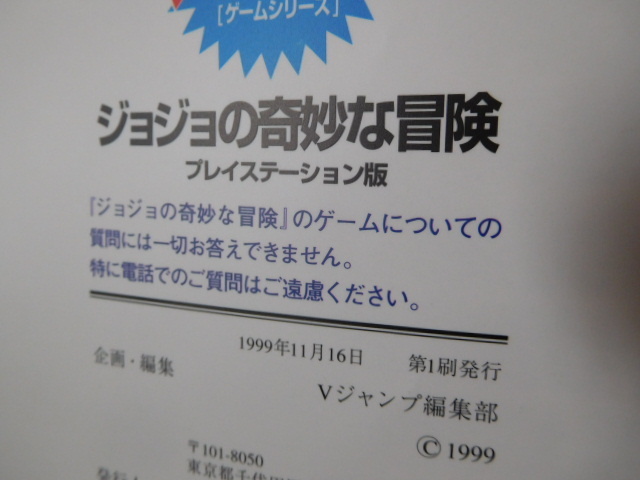 ［ゲームシリーズ］
ジョジョの奇妙な冒険
プレイステーション版
『ジョジョの奇妙な冒険』のゲームについての
質問には一切お答えできません。
特に電話でのご質問はご遠慮ください。
1999年11月16日　第1刷発行
企画・編集
Vジャンプ編集部
©1999
〒101-8050
東京都千代田
発行